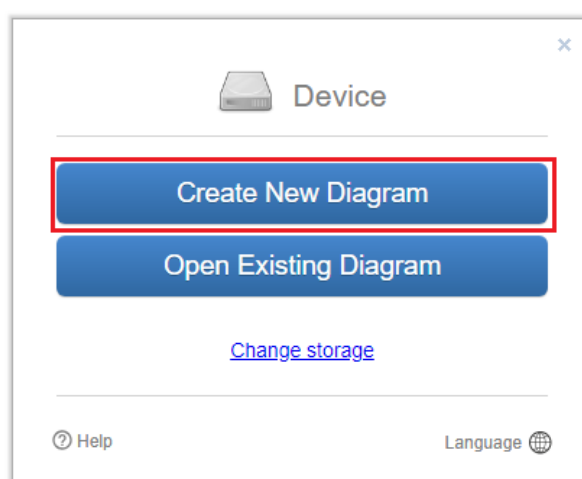 Device
Create New Diagram
Open Existing Diagram
Change storage
Help
Language